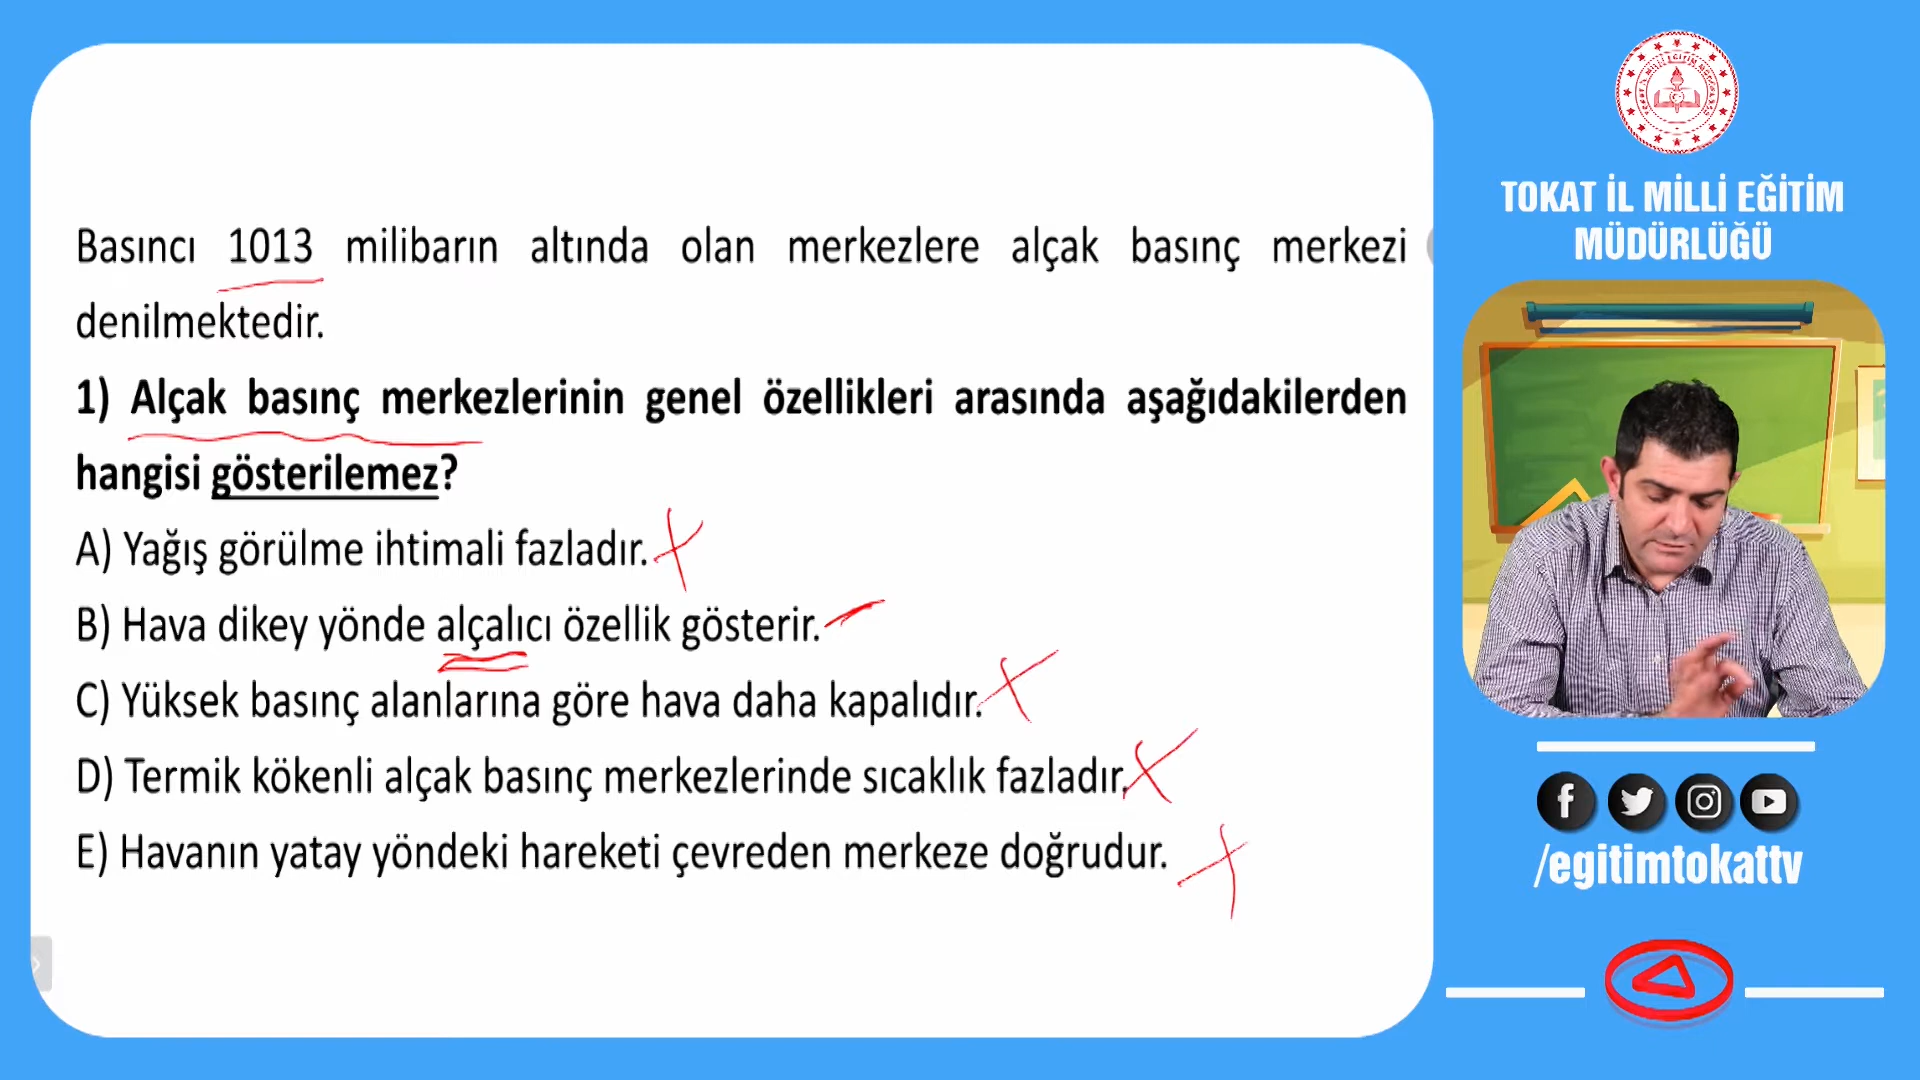 Basıncı 1013 milibarın altında olan merkezlere alçak basınç merkezi
denilmektedir.
1) Alçak basınç merkezlerinin genel özellikleri arasında aşağıdakilerden
hangisi gösterilemez?
A) Yağış görülme ihtimali fazladır.
B) Hava dikey yönde alçalıcı özellik gösterir.
C) Yüksek basınç alanlarına göre hava daha kapalıdır.
D) Termik kökenli alçak basınç merkezlerinde sıcaklık fazladır.
E) Havanın yatay yöndeki hareketi çevreden merkeze doğrudur.
TOKAT İL MİLLİ EĞİTİM
MÜDÜRLÜĞÜ
/egitimtokattv